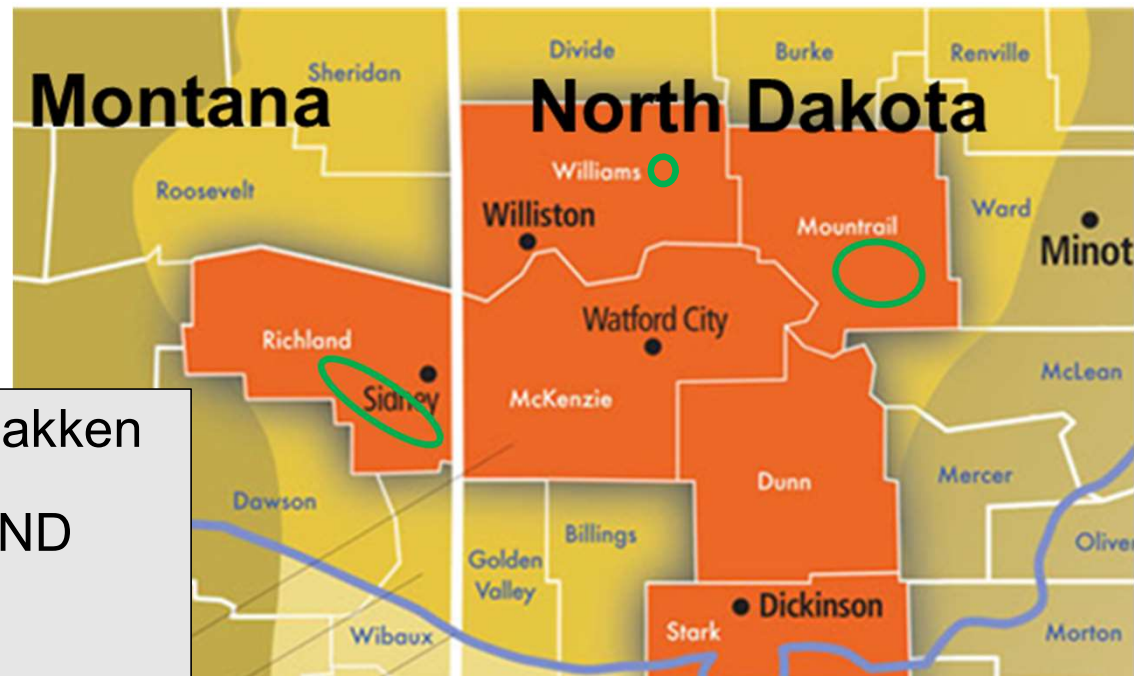 Montana
North Dakota
Sheridan
Divide
Burke
Renville
Roosevelt
Williams
Williston
Mountrail
Ward
Minot
Richland
Watford City
Sidney
McKenzie
McLean
akken
ND
Dawson
Dunn
Mercer
Golden
Valley
Billings
Oliver
Wibaux
Stark
Dickinson
Morton